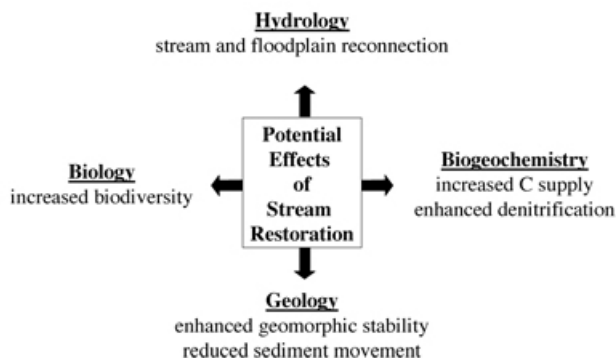 Hydrology
stream and floodplain reconnection
Potential
Effects
of
Stream
Restoration
Biology
increased biodiversity
Biogeochemistry
increased C supply
enhanced denitrification
Geology
enhanced geomorphic stability
reduced sediment movement